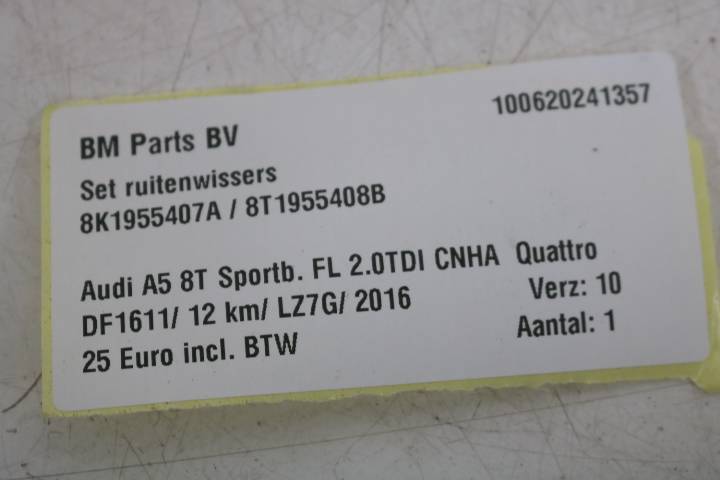 BM Parts BV 100620241357
Set ruitenwissers
8K1955407A / 8T1955408B
Audi A5 8T Sportb. FL 2.0TDI CNHA Quattro
DF1611/ 12 km/ LZ7G/ 2016 Verz: 10
25 Euro incl. BTW Aantal: 1